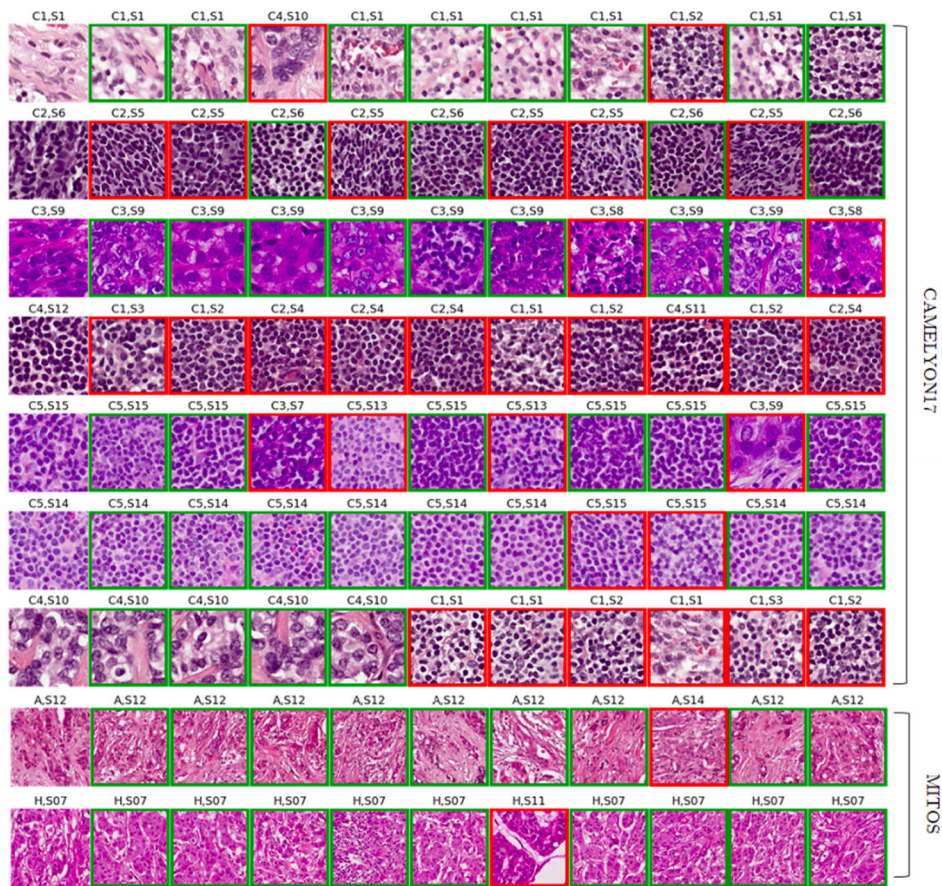 C1,S1 C1,S1 C1,S1 C4,S10 C1,S1 C1,S1 C1,S1 C1,S1 C1,S2 C1,S1 C1,S1
C2,S6 C2,S5 C2,S5 C2,S6 C2,S5 C2,S6 C2,S5 C2,S5 C2,S6 C2,S5 C2,S6
C3,S9 C3,S9 C3,S9 C3,S9 C3,S9 C3,S9 C3,S9 C3,S8 C3,S9 C3,S9 C3,S8
C4,S12 C1,S3 C1,S2 C2,S4 C2,S4 C2,S4 C1,S1 C1,S2 C4,S11 C1,S2 C2,S4
C5,S15 C5,S15 C5,S15 C3,S7 C5,S13 C5,S15 C5,S13 C5,S15 C5,S15 C3,S9 C5,S15
C5,S14 C5,S14 C5,S14 C5,S14 C5,S14 C5,S14 C5,S14 C5,S15 C5,S15 C5,S14 C5,S14
C4,S10 C4,S10 C4,S10 C4,S10 C4,S10 C1,S1 C1,S1 C1,S2 C1,S1 C1,S3 C1,S2
CAMELYON17
A,S12 A,S12 A,S12 A,S12 A,S12 A,S12 A,S12 A,S12 A,S14 A,S12 A,S12
H,S07 H,S07 H,S07 H,S07 H,S07 H,S07 H,S11 H,S07 H,S07 H,S07 H,S07
MITOS